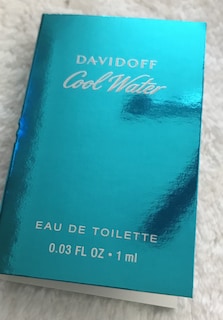 DAVIDOFF
Cool Water
EAU DE TOILETTE
0.03 FL OZ • 1 ml